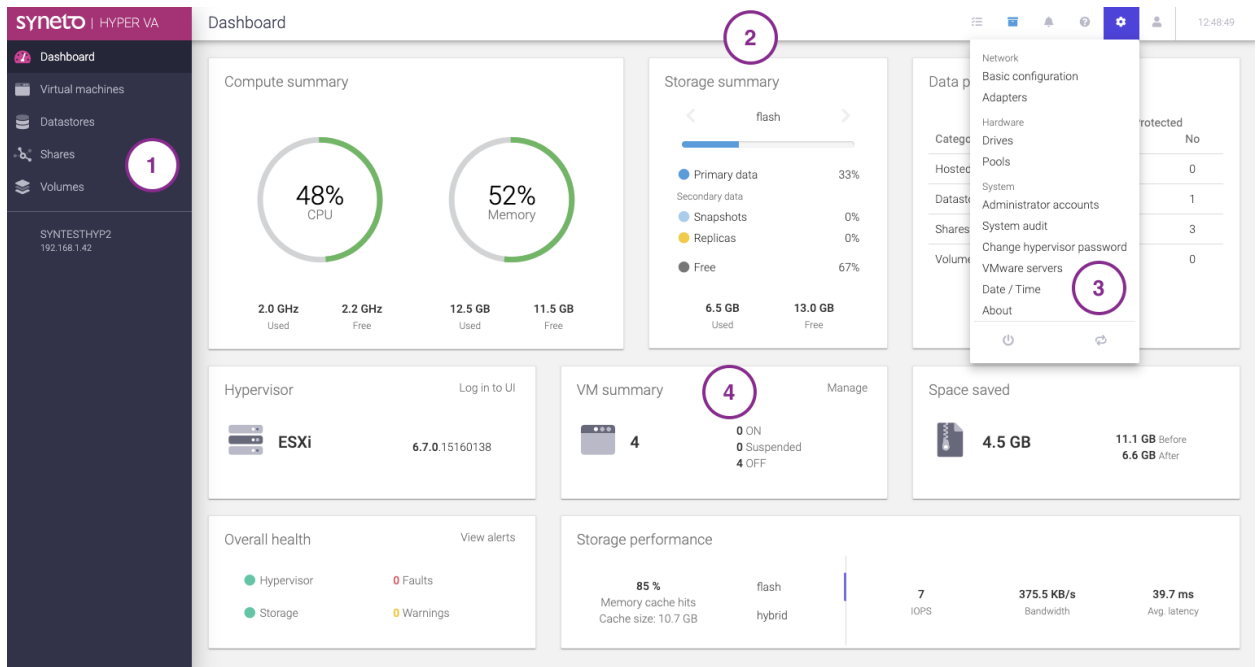 syneto | HYPER VA
Dashboard
12:48:49
Dashboard
Virtual machines
Datastores
Shares
Volumes
SYNTESTHYP2
192.168.1.42
1
2
3
4
Compute summary
48%
CPU
52%
Memory
2.0 GHz
Used
2.2 GHz
Free
12.5 GB
Used
11.5 GB
Free
Storage summary
flash
Primary data 33%
Secondary data
Snapshots 0%
Replicas 0%
Free 67%
6.5 GB
Used
13.0 GB
Free
Data p
rotected
Catego No
Hosted 0
Datasto 1
Shares 3
Volume 0
Network
Basic configuration
Adapters
Hardware
Drives
Pools
System
Administrator accounts
System audit
Change hypervisor password
VMware servers
Date / Time
About
Hypervisor
Log in to UI
ESXi
6.7.0.15160138
VM summary
Manage
4
0 ON
0 Suspended
4 OFF
Space saved
4.5 GB
11.1 GB Before
6.6 GB After
Overall health
View alerts
Hypervisor
0 Faults
Storage
0 Warnings
Storage performance
85 %
Memory cache hits
Cache size: 10.7 GB
flash
hybrid
7
IOPS
375.5 KB/s
Bandwidth
39.7 ms
Avg. latency